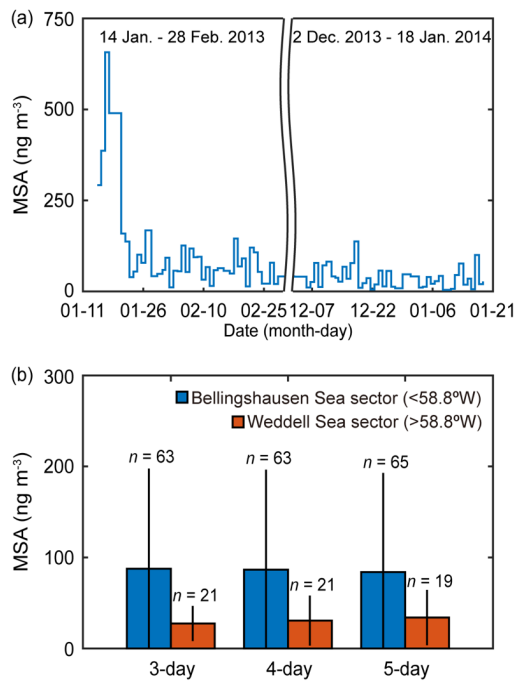 (a)
750
500
250
0
MSA (ng m⁻³)
14 Jan. - 28 Feb. 2013
2 Dec. 2013 - 18 Jan. 2014
01-11 01-26 02-10 02-25 12-07 12-22 01-06 01-21
Date (month-day)
(b)
300
200
100
0
MSA (ng m⁻³)
Bellingshausen Sea sector (<58.8ºW)
Weddell Sea sector (>58.8ºW)
n = 63
n = 21
n = 63
n = 21
n = 65
n = 19
3-day 4-day 5-day